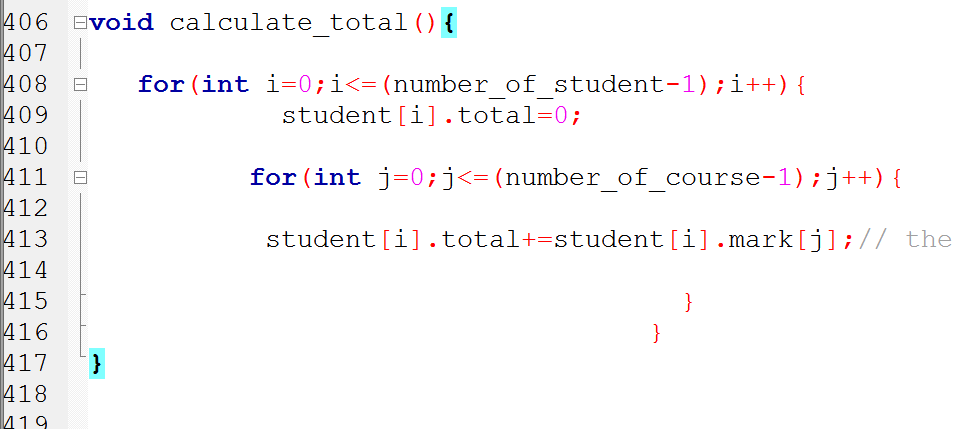 406 void calculate_total(){
407
408 for(int i=0;i<=(number_of_student-1);i++){
409 student[i].total=0;
410
411 for(int j=0;j<=(number_of_course-1);j++){
412
413 student[i].total+=student[i].mark[j];// the
414
415 }
416 }
417 }
418
419